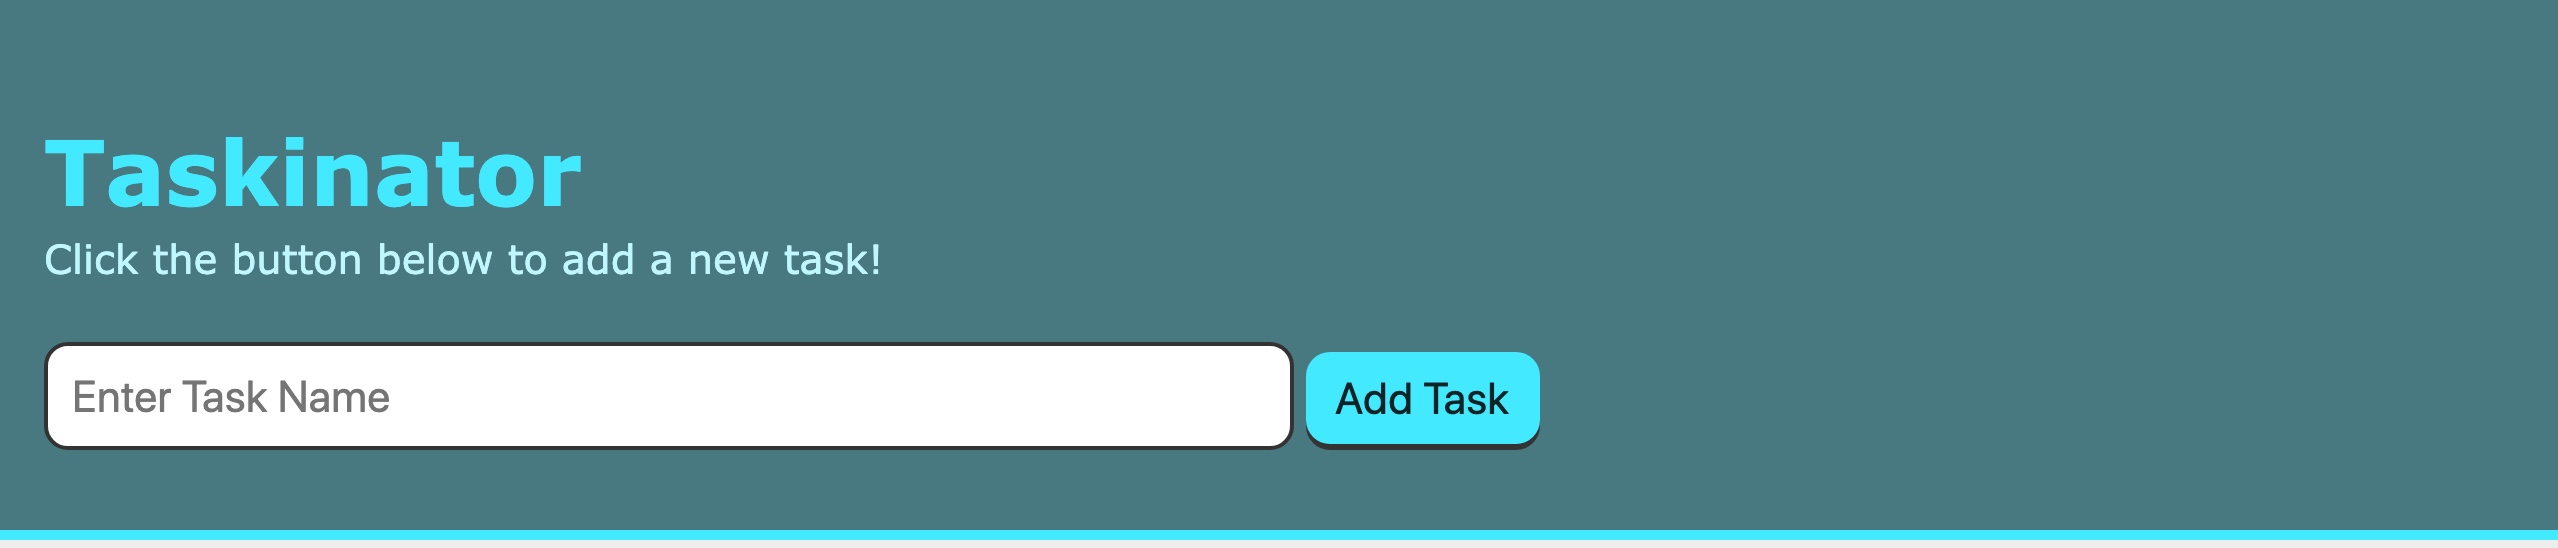 Taskinator
Click the button below to add a new task!
Enter Task Name
Add Task